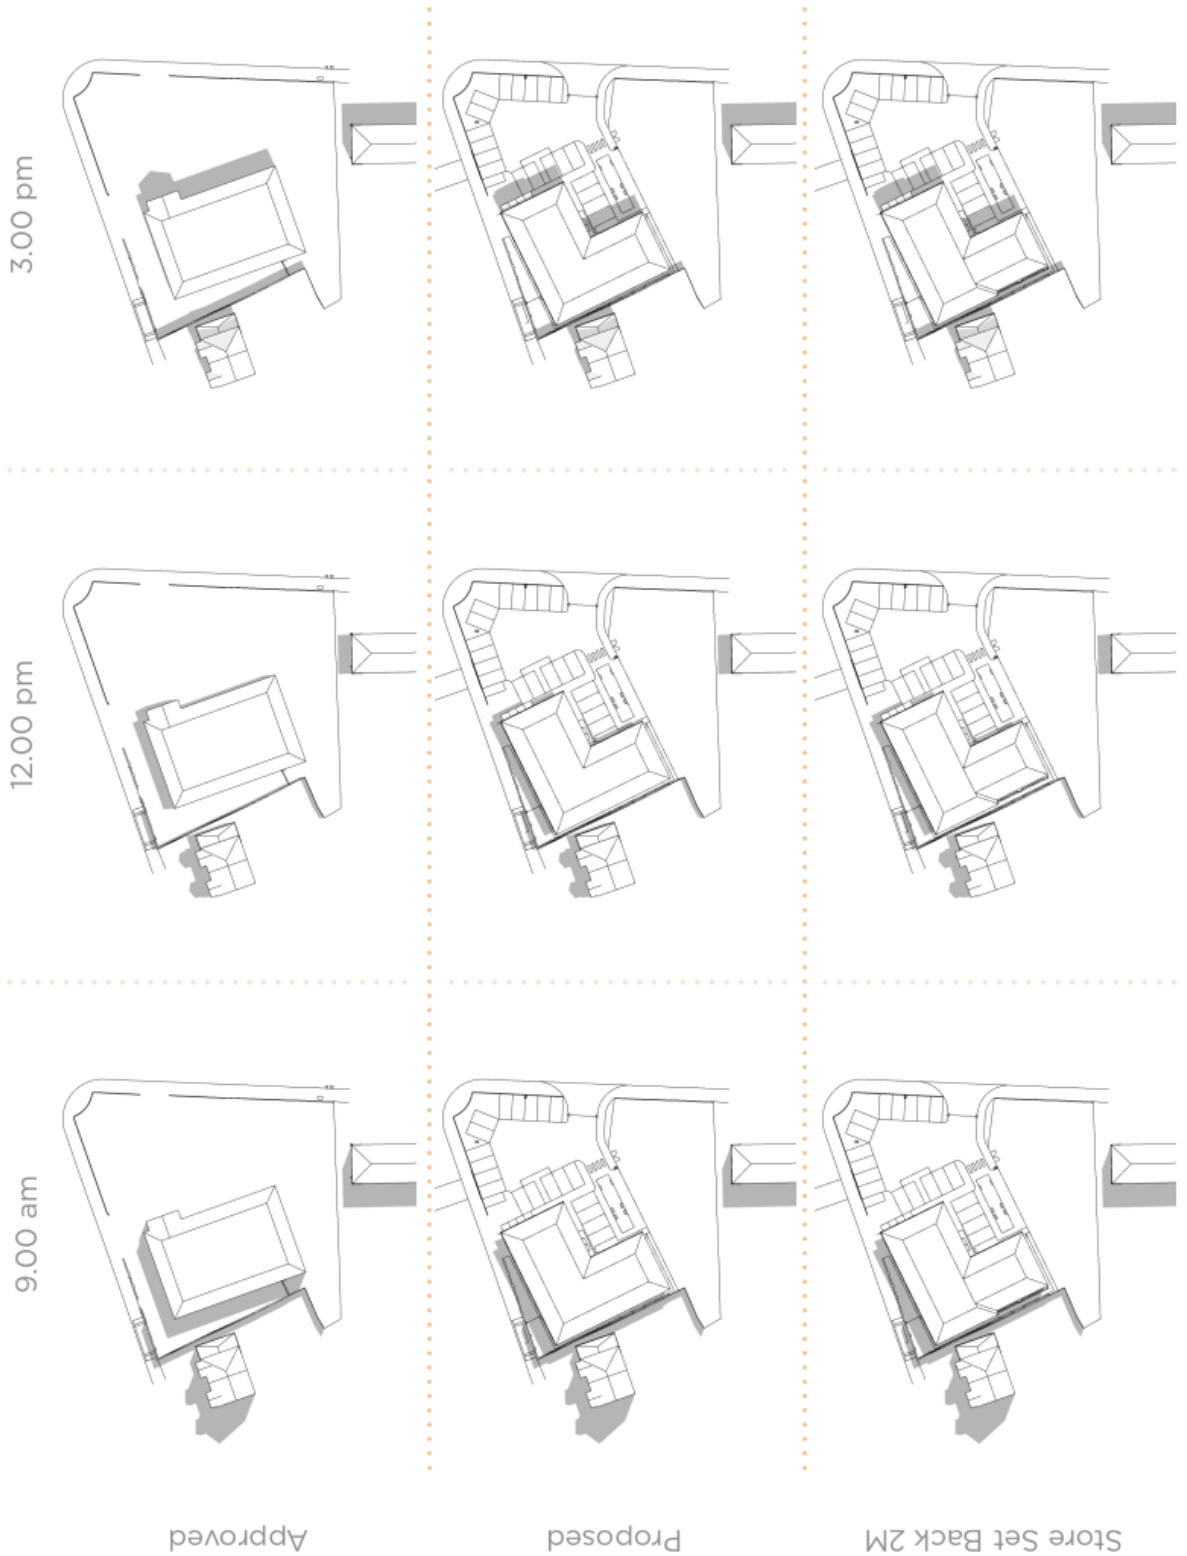 3.00 pm
12.00 pm
9.00 am
Approved
Proposed
Store Set Back 2M